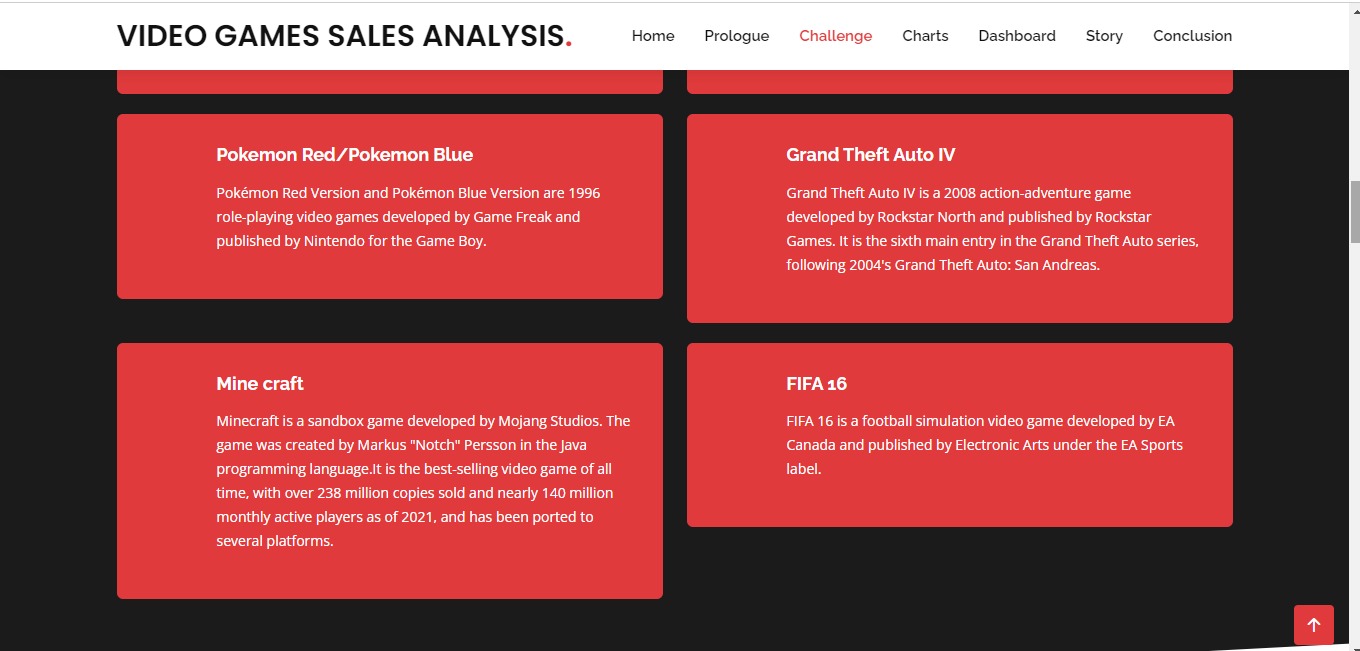 VIDEO GAMES SALES ANALYSIS.
Home Prologue Challenge Charts Dashboard Story Conclusion
Pokemon Red/Pokemon Blue
Pokémon Red Version and Pokémon Blue Version are 1996
role-playing video games developed by Game Freak and
published by Nintendo for the Game Boy.
Grand Theft Auto IV
Grand Theft Auto IV is a 2008 action-adventure game
developed by Rockstar North and published by Rockstar
Games. It is the sixth main entry in the Grand Theft Auto series,
following 2004's Grand Theft Auto: San Andreas.
Mine craft
Minecraft is a sandbox game developed by Mojang Studios. The
game was created by Markus "Notch" Persson in the Java
programming language.It is the best-selling video game of all
time, with over 238 million copies sold and nearly 140 million
monthly active players as of 2021, and has been ported to
several platforms.
FIFA 16
FIFA 16 is a football simulation video game developed by EA
Canada and published by Electronic Arts under the EA Sports
label.